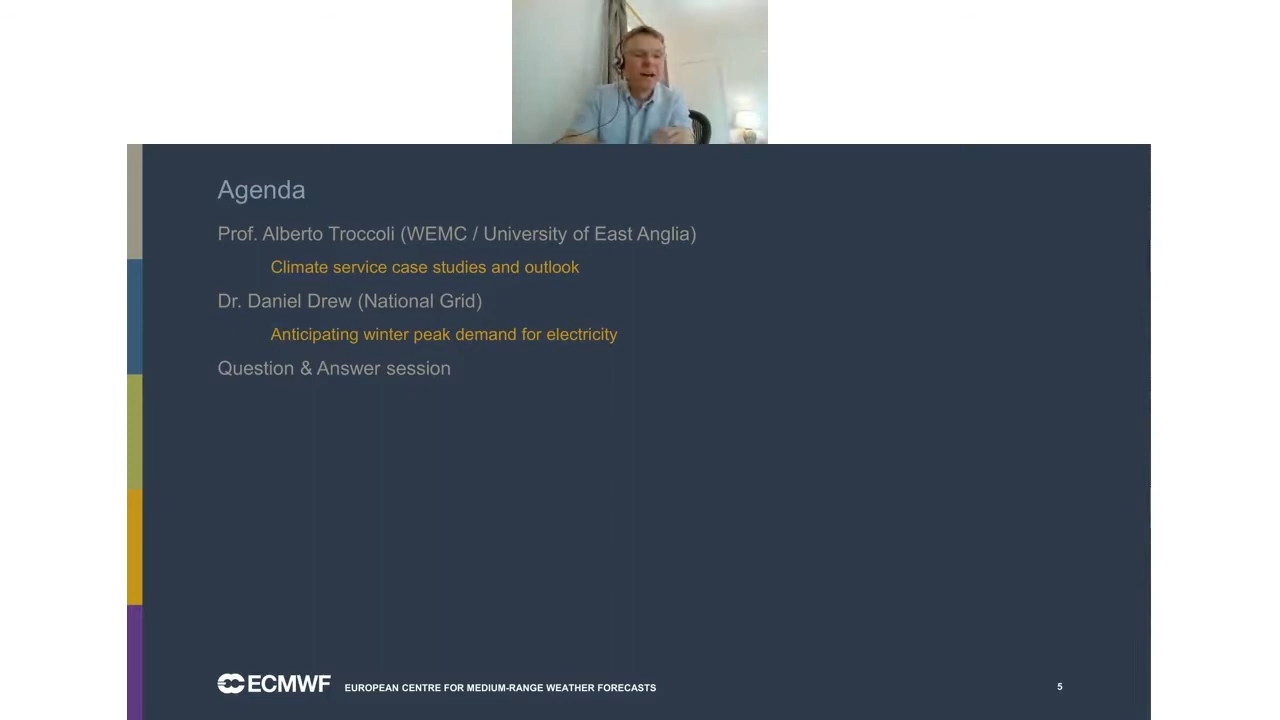 Agenda
Prof. Alberto Troccoli (WEMC / University of East Anglia)
Climate service case studies and outlook
Dr. Daniel Drew (National Grid)
Anticipating winter peak demand for electricity
Question & Answer session
ECMWF EUROPEAN CENTRE FOR MEDIUM-RANGE WEATHER FORECASTS 5